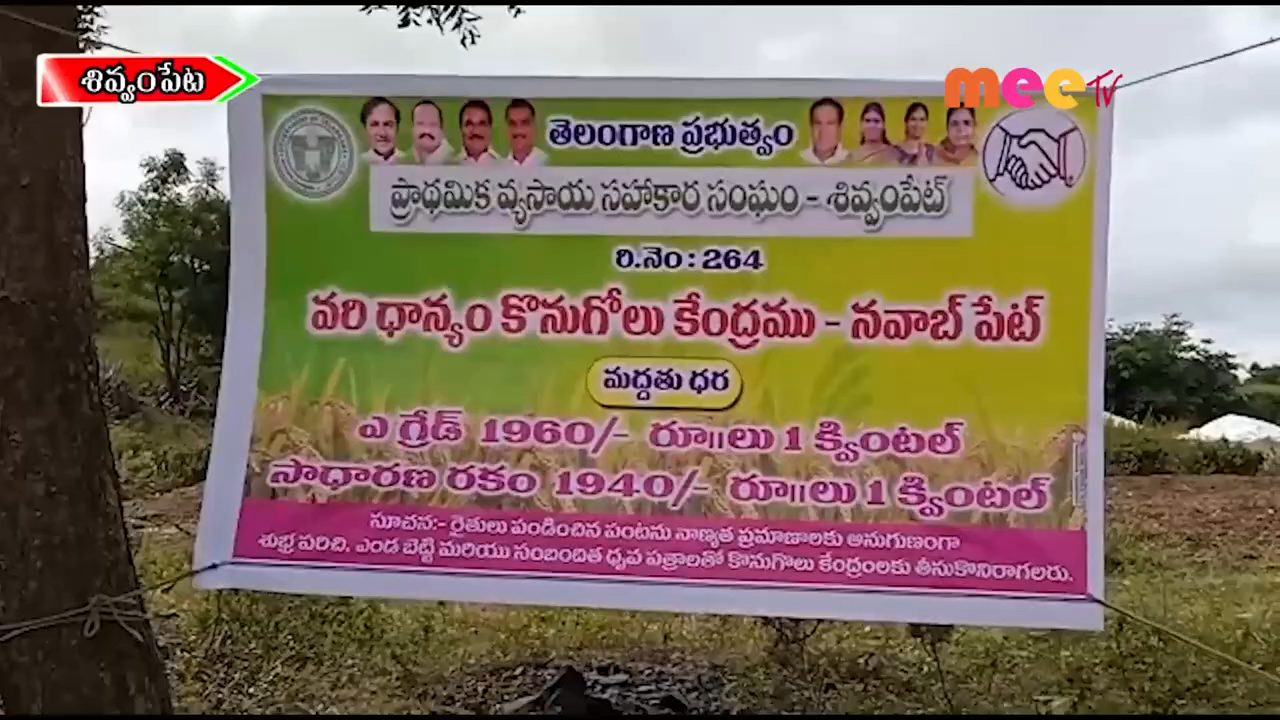 శివ్వంపేట
mee TV
తెలంగాణ ప్రభుత్వం
ప్రాథమిక వ్యవసాయ సహాకార సంఘం - శివ్వంపేట్
రి.నెం : 264
వరి ధాన్యం కొనుగోలు కేంద్రము - నవాబ్ పేట్
మద్దతు ధర
ఎ గ్రేడ్ 1960/- రూ॥లు 1 క్వింటల్
సాధారణ రకం 1940/- రూ॥లు 1 క్వింటల్
సూచన:- రైతులు పండించిన పంటను నాణ్యత ప్రమాణాలకు అనుగుణంగా
శుభ్ర పరిచి, ఎండ బెట్టి మరియు సంబందిత ధృవ పత్రాలతో కొనుగొలు కేంద్రంలకు తీసుకొనిరాగలరు.